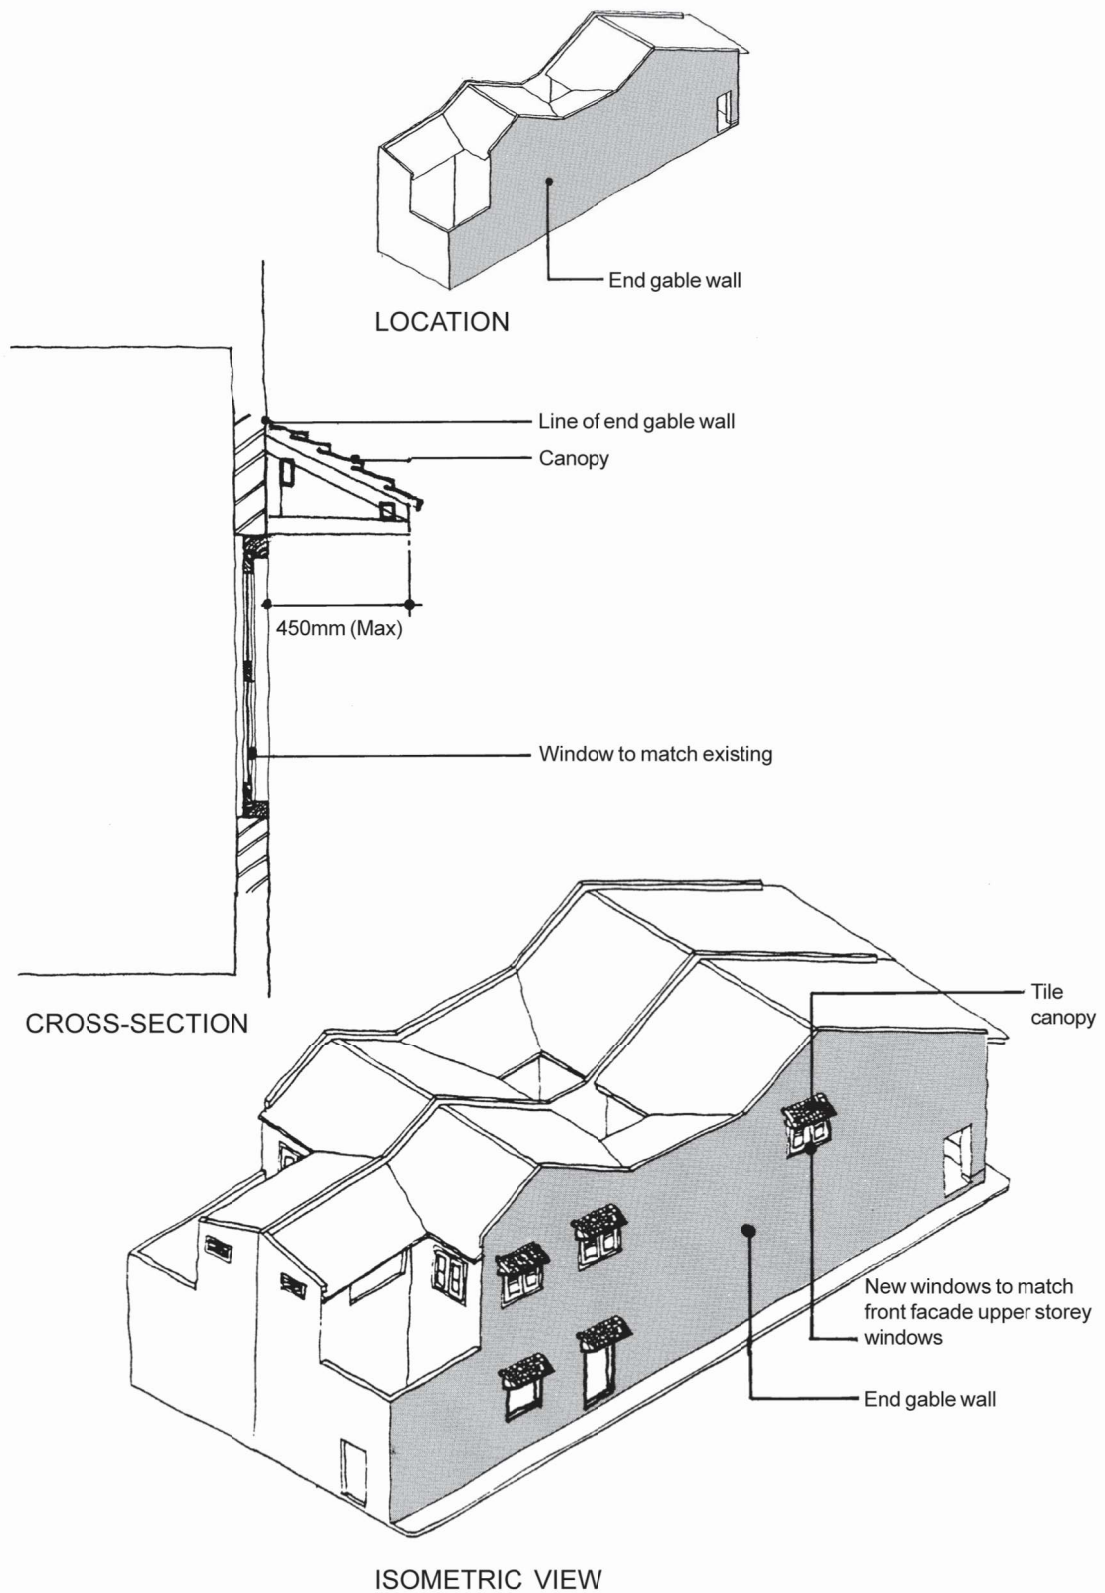 End gable wall
LOCATION
Line of end gable wall
Canopy
450mm (Max)
Window to match existing
CROSS-SECTION
Tile
canopy
New windows to match
front facade upper storey
windows
End gable wall
ISOMETRIC VIEW